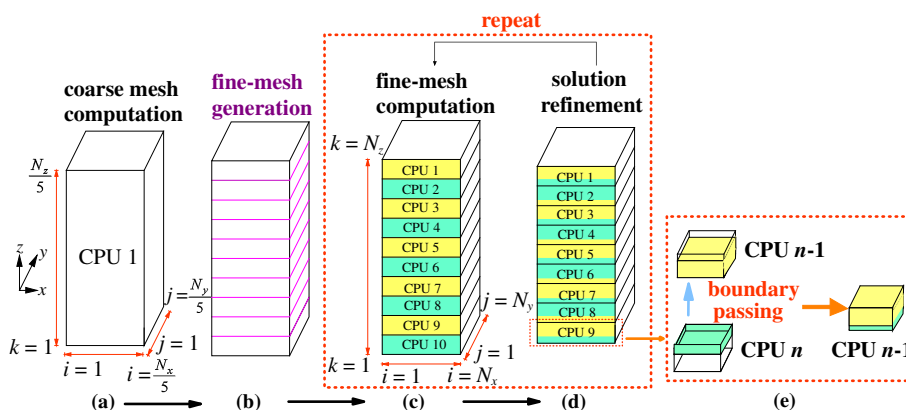 repeat
coarse mesh
computation
fine-mesh
generation
fine-mesh
computation
solution
refinement
N_z/5
k = N_z
CPU 1
z
y
x
k = 1
i = 1
j = 1
i = N_x/5
j = N_y/5
CPU 1
CPU 2
CPU 3
CPU 4
CPU 5
CPU 6
CPU 7
CPU 8
CPU 9
CPU 10
k = 1
i = 1
i = N_x
j = 1
j = N_y
CPU 1
CPU 2
CPU 3
CPU 4
CPU 5
CPU 6
CPU 7
CPU 8
CPU 9
CPU n-1
boundary
passing
CPU n
CPU n-1
(a)
(b)
(c)
(d)
(e)